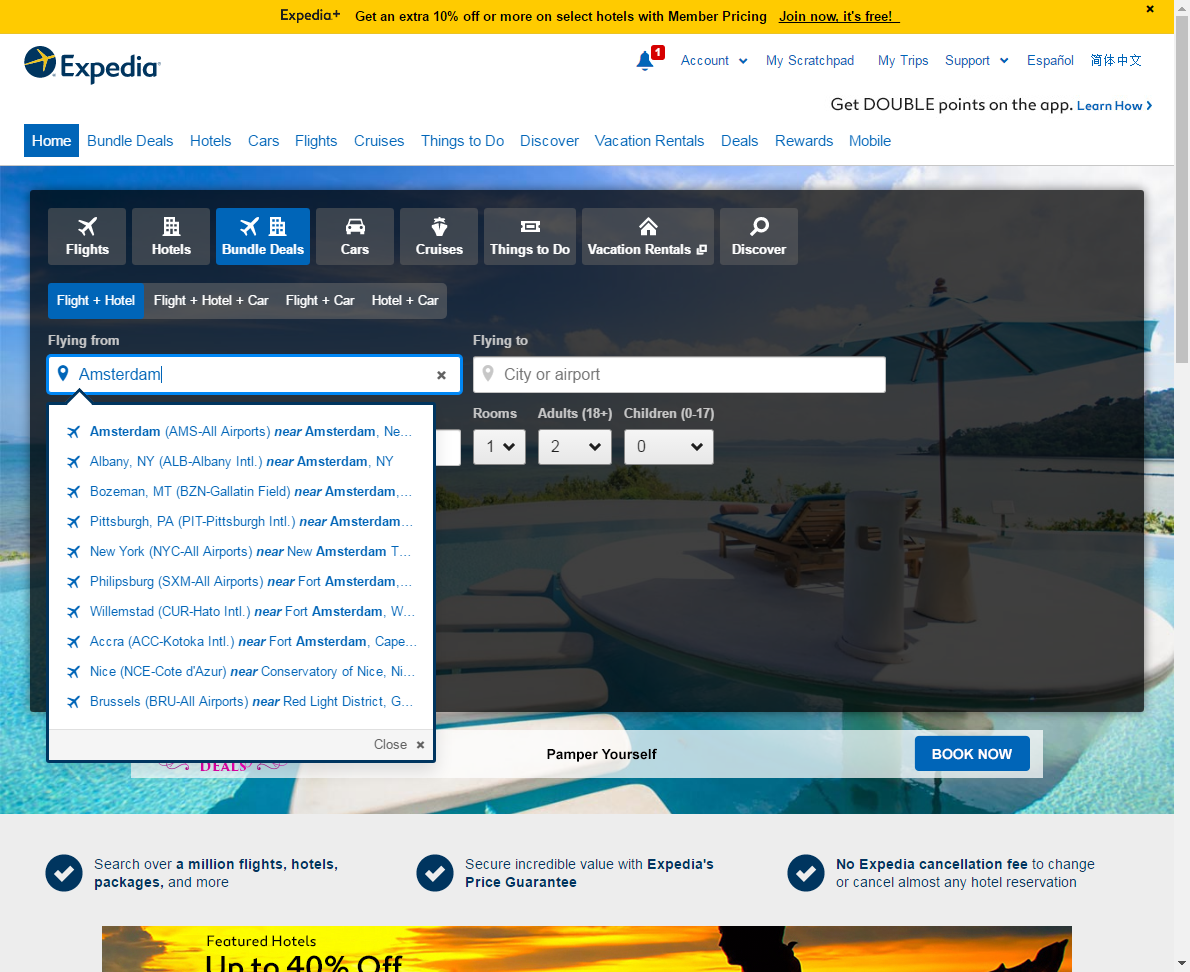 Expedia+ Get an extra 10% off or more on select hotels with Member Pricing Join now, it's free!
Expedia
1 Account My Scratchpad My Trips Support Español 简体中文
Get DOUBLE points on the app. Learn How
Home Bundle Deals Hotels Cars Flights Cruises Things to Do Discover Vacation Rentals Deals Rewards Mobile
Flights Hotels Bundle Deals Cars Cruises Things to Do Vacation Rentals Discover
Flight + Hotel Flight + Hotel + Car Flight + Car Hotel + Car
Flying from Flying to
Amsterdam City or airport
Rooms Adults (18+) Children (0-17)
1 2 0
Amsterdam (AMS-All Airports) near Amsterdam, Ne...
Albany, NY (ALB-Albany Intl.) near Amsterdam, NY
Bozeman, MT (BZN-Gallatin Field) near Amsterdam,...
Pittsburgh, PA (PIT-Pittsburgh Intl.) near Amsterdam...
New York (NYC-All Airports) near New Amsterdam T...
Philipsburg (SXM-All Airports) near Fort Amsterdam,...
Willemstad (CUR-Hato Intl.) near Fort Amsterdam, W...
Accra (ACC-Kotoka Intl.) near Fort Amsterdam, Cape...
Nice (NCE-Cote d'Azur) near Conservatory of Nice, Ni...
Brussels (BRU-All Airports) near Red Light District, G...
Close
DEALS Pamper Yourself BOOK NOW
Search over a million flights, hotels,
packages, and more
Secure incredible value with Expedia's
Price Guarantee
No Expedia cancellation fee to change
or cancel almost any hotel reservation
Featured Hotels
Up to 40% Off